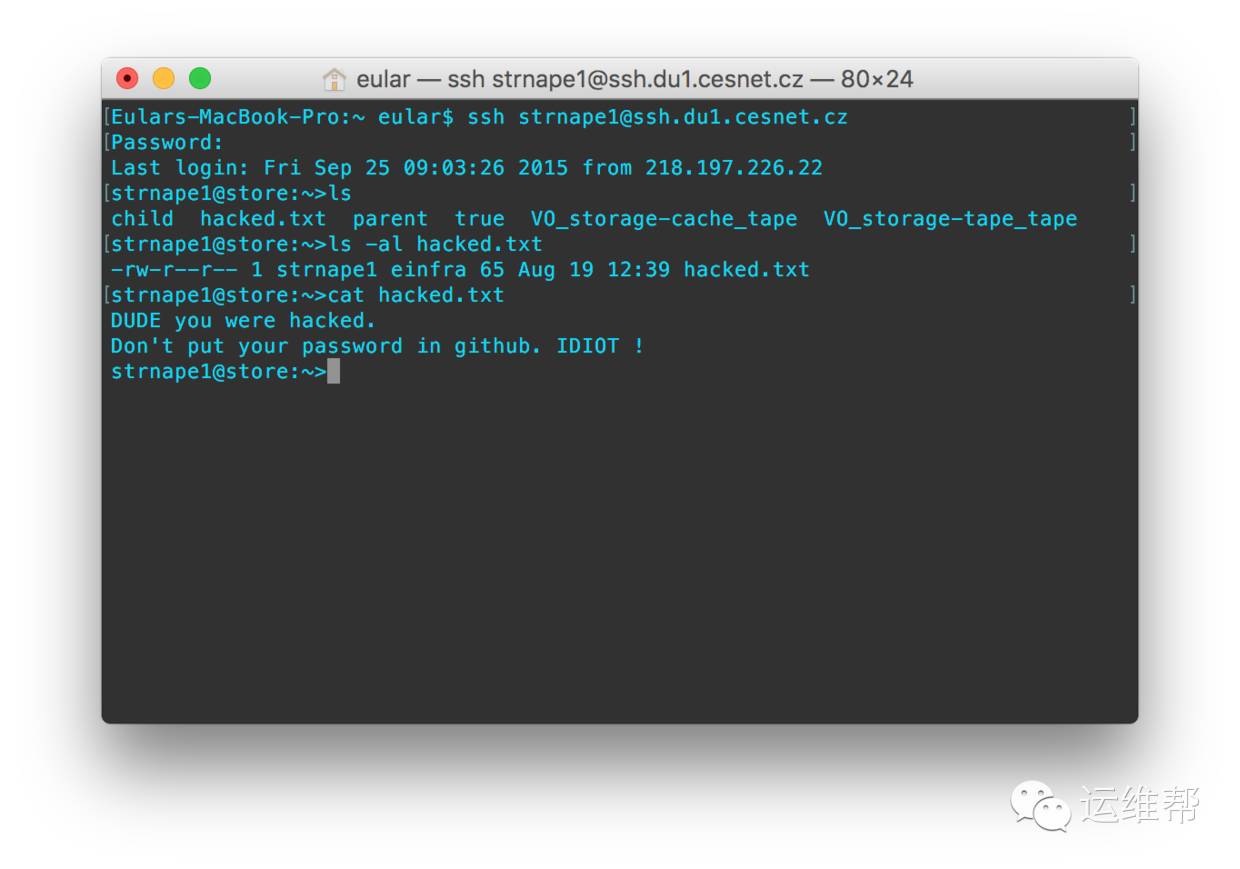 eular — ssh strnape1@ssh.du1.cesnet.cz — 80×24
[Eulars-MacBook-Pro:~ eular$ ssh strnape1@ssh.du1.cesnet.cz ]
[Password: ]
Last login: Fri Sep 25 09:03:26 2015 from 218.197.226.22
[strnape1@store:~>ls ]
child  hacked.txt  parent  true  VO_storage-cache_tape  VO_storage-tape_tape
[strnape1@store:~>ls -al hacked.txt ]
-rw-r--r-- 1 strnape1 einfra 65 Aug 19 12:39 hacked.txt
[strnape1@store:~>cat hacked.txt ]
DUDE you were hacked.
Don't put your password in github. IDIOT !
strnape1@store:~>
运维帮